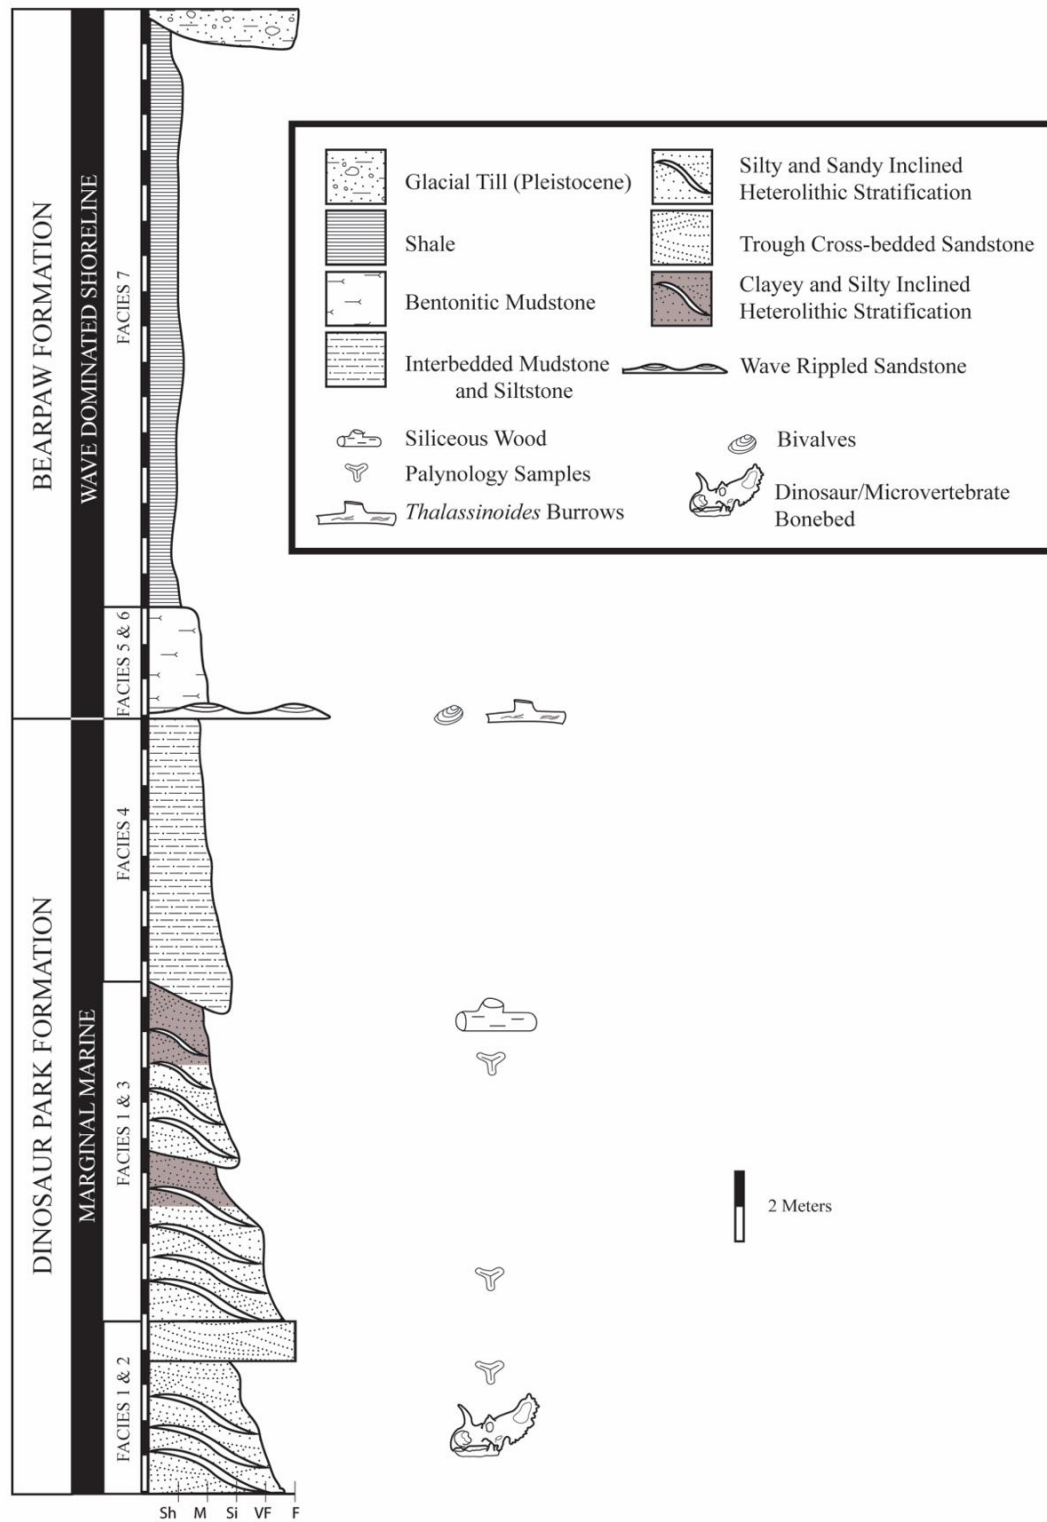 BEARPAW FORMATION
WAVE DOMINATED SHORELINE
FACIES 7
FACIES 5 & 6
DINOSAUR PARK FORMATION
MARGINAL MARINE
FACIES 4
FACIES 1 & 3
FACIES 1 & 2
Glacial Till (Pleistocene)
Shale
Bentonitic Mudstone
Interbedded Mudstone
and Siltstone
Siliceous Wood
Palynology Samples
Thalassinoides Burrows
Silty and Sandy Inclined
Heterolithic Stratification
Trough Cross-bedded Sandstone
Clayey and Silty Inclined
Heterolithic Stratification
Wave Rippled Sandstone
Bivalves
Dinosaur/Microvertebrate
Bonebed
2 Meters
Sh M Si VF F